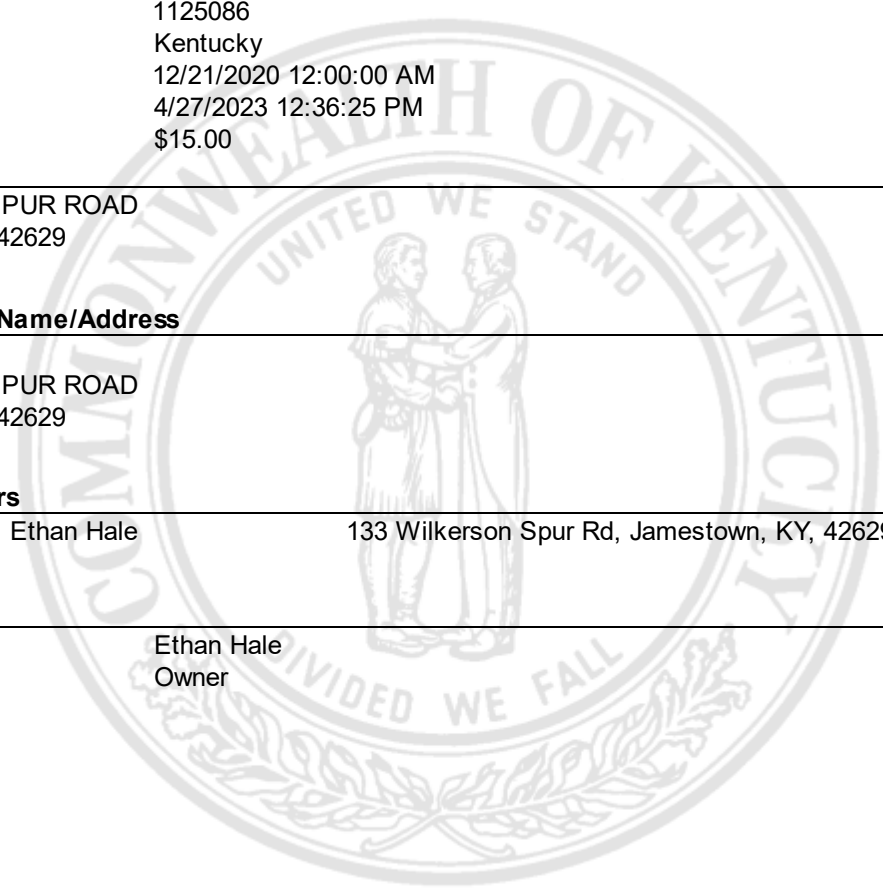 1125086
Kentucky
12/21/2020 12:00:00 AM
4/27/2023 12:36:25 PM
$15.00
PUR ROAD
42629
Name/Address
PUR ROAD
42629
rs
Ethan Hale 133 Wilkerson Spur Rd, Jamestown, KY, 42629
Ethan Hale
Owner
COMMONWEALTH OF KENTUCKY
UNITED WE STAND
DIVIDED WE FALL